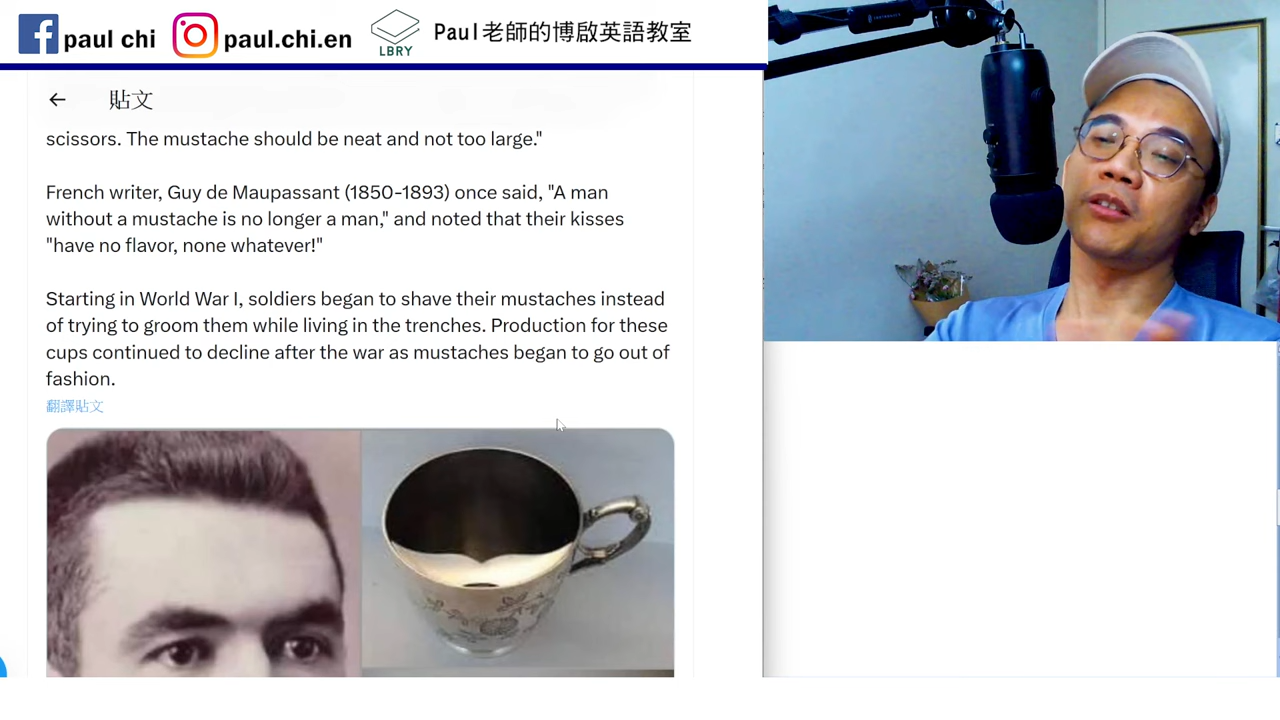 paul chi
paul.chi.en
LBRY
Paul老師的博啟英語教室
貼文
scissors. The mustache should be neat and not too large."
French writer, Guy de Maupassant (1850-1893) once said, "A man
without a mustache is no longer a man," and noted that their kisses
"have no flavor, none whatever!"
Starting in World War I, soldiers began to shave their mustaches instead
of trying to groom them while living in the trenches. Production for these
cups continued to decline after the war as mustaches began to go out of
fashion.
翻譯貼文